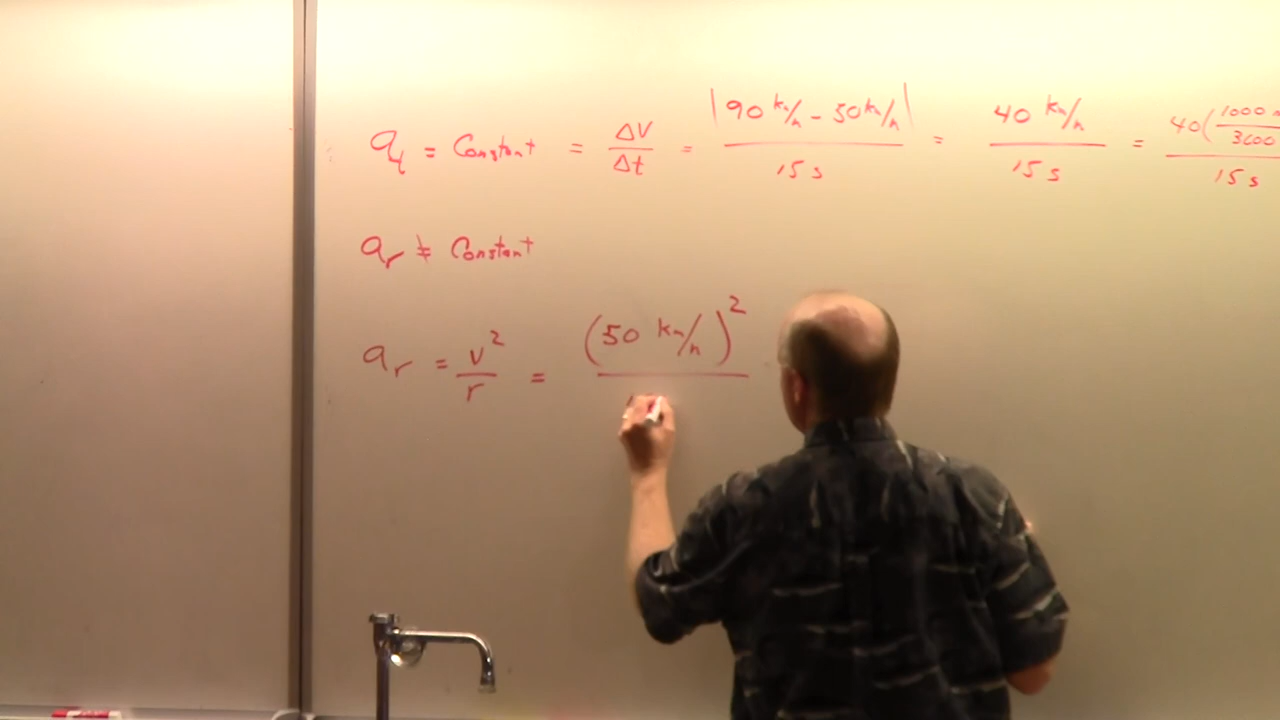 a_t = Constant = ΔV/Δt = |90 km/h - 50 km/h| / 15 s = 40 km/h / 15 s = 40(1000 m/3600 / 15 s
a_r ≠ Constant
a_r = v²/r = (50 km/h)²